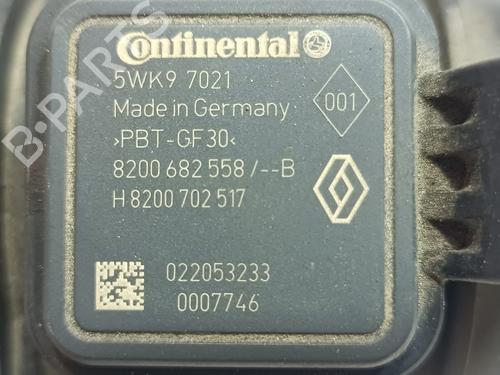 Continental
5WK9 7021
Made in Germany
001
>PBT-GF30<
8200 682 558 /--B
H 8200 702 517
022053233
0007746
B-PARTS